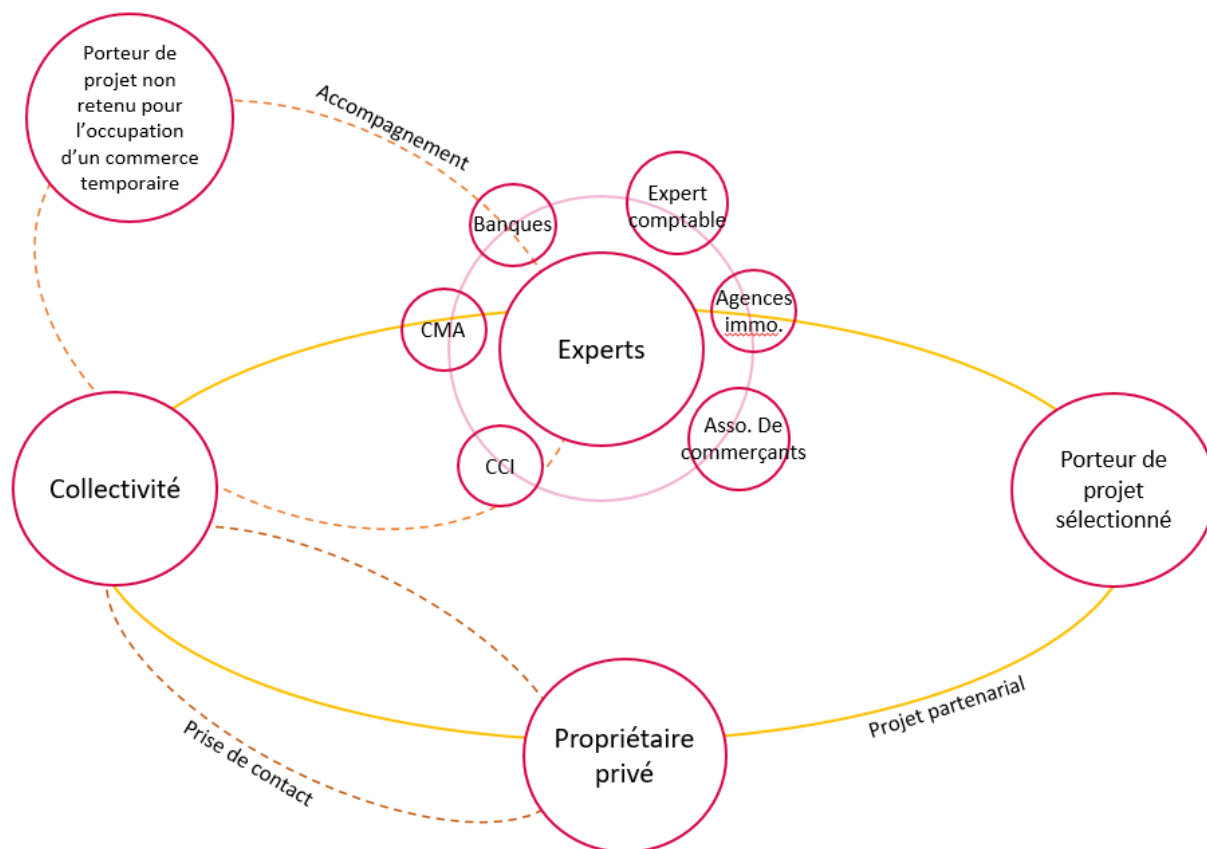 Porteur de
projet non
retenu pour
l’occupation
d’un commerce
temporaire
Accompagnement
Banques
Expert
comptable
CMA
Experts
Agences
immo.
CCI
Asso. De
commerçants
Collectivité
Porteur de
projet
sélectionné
Prise de contact
Propriétaire
privé
Projet partenarial